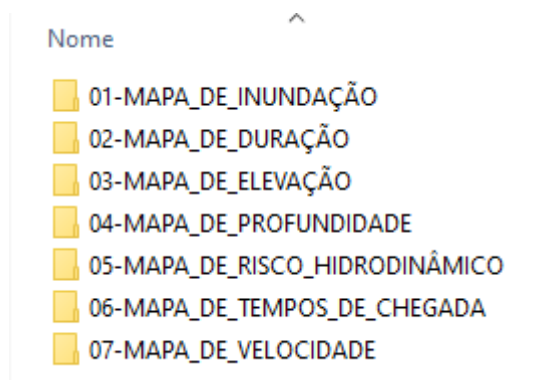 Nome
01-MAPA_DE_INUNDAÇÃO
02-MAPA_DE_DURAÇÃO
03-MAPA_DE_ELEVAÇÃO
04-MAPA_DE_PROFUNDIDADE
05-MAPA_DE_RISCO_HIDRODINÂMICO
06-MAPA_DE_TEMPOS_DE_CHEGADA
07-MAPA_DE_VELOCIDADE